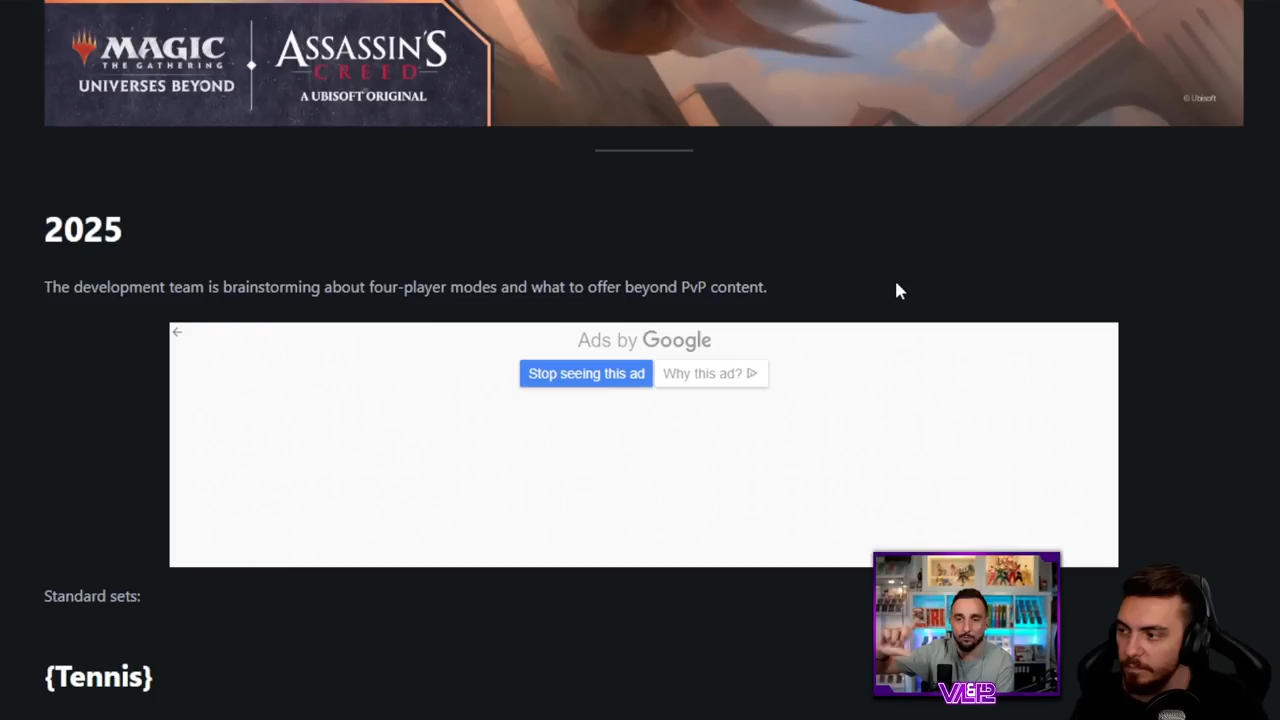 MAGIC
THE GATHERING
UNIVERSES BEYOND
ASSASSIN'S
CREED
A UBISOFT ORIGINAL
© Ubisoft
2025
The development team is brainstorming about four-player modes and what to offer beyond PvP content.
Ads by Google
Stop seeing this ad
Why this ad?
Standard sets:
{Tennis}